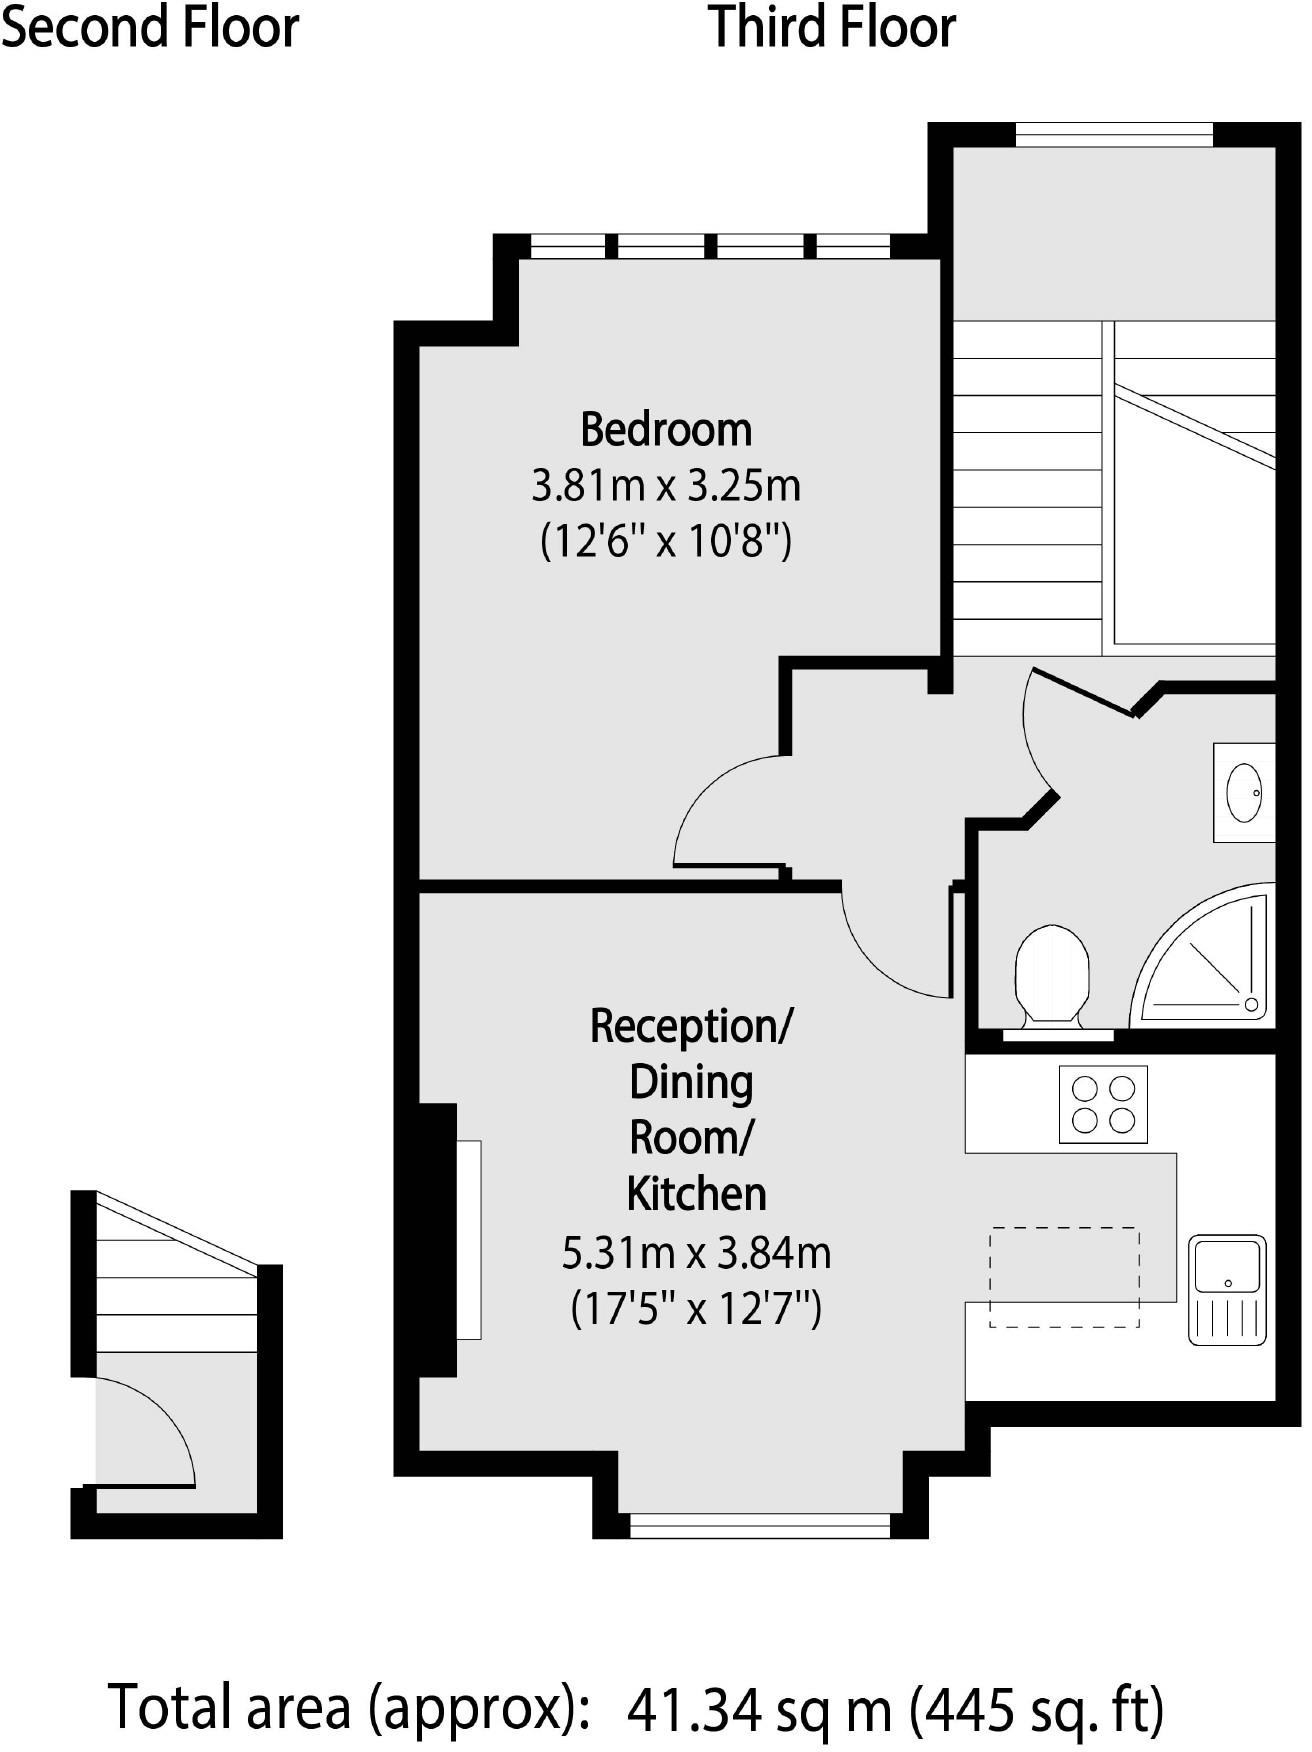 Second Floor
Third Floor
Bedroom
3.81m x 3.25m
(12'6" x 10'8")
Reception/
Dining
Room/
Kitchen
5.31m x 3.84m
(17'5" x 12'7")
Total area (approx): 41.34 sq m (445 sq. ft)